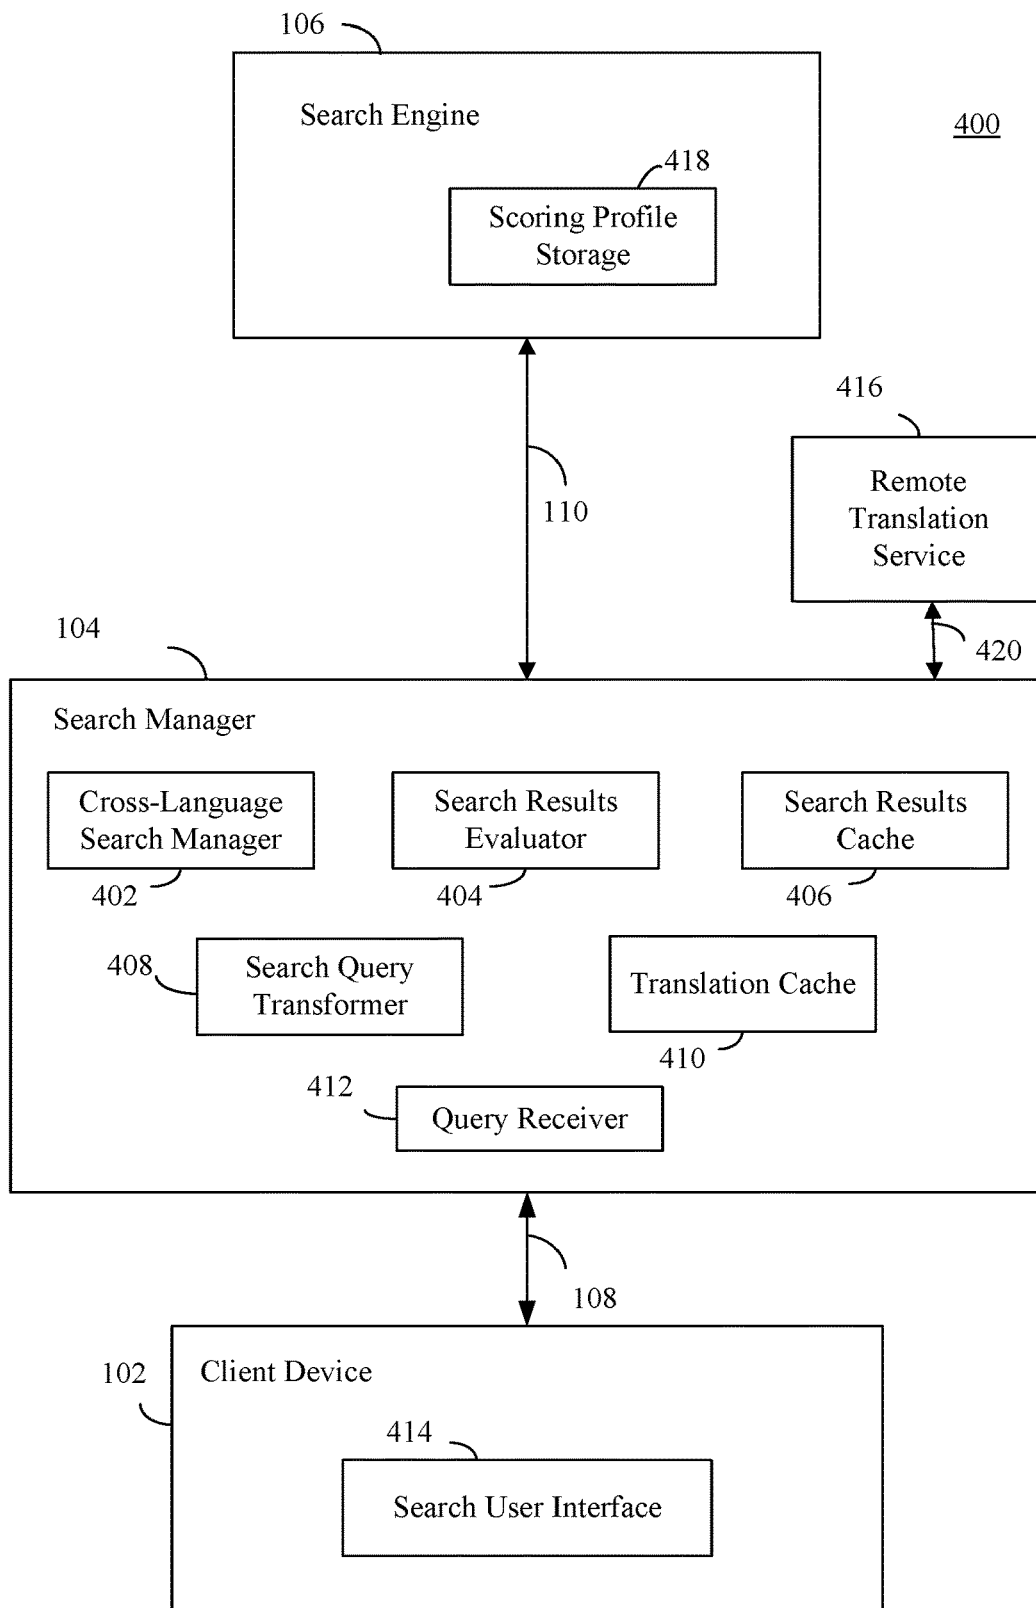 106
Search Engine
400
418
Scoring Profile
Storage
416
110
Remote
Translation
Service
104
420
Search Manager
Cross-Language
Search Manager
402
Search Results
Evaluator
404
Search Results
Cache
406
408
Search Query
Transformer
Translation Cache
410
412
Query Receiver
108
102
Client Device
414
Search User Interface